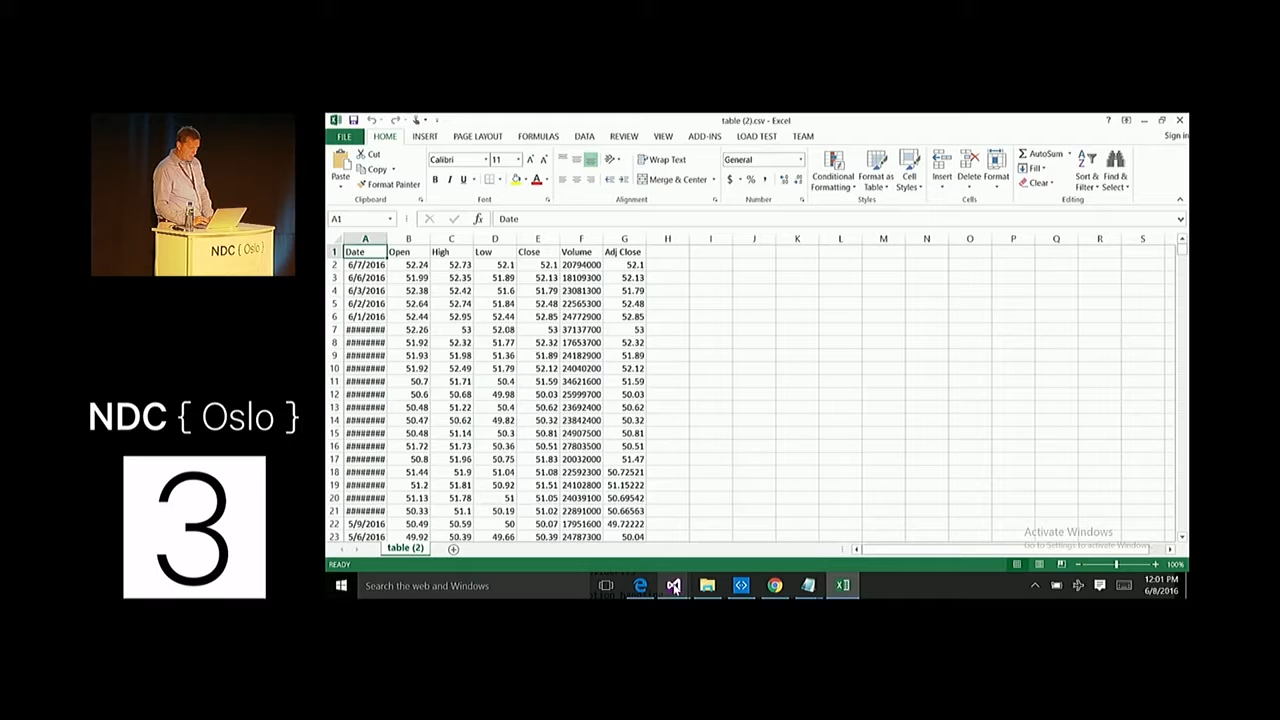 table (2).csv - Excel
Sign in
FILE HOME INSERT PAGE LAYOUT FORMULAS DATA REVIEW VIEW ADD-INS LOAD TEST TEAM
Paste
Cut
Copy
Format Painter
Clipboard
Calibri 11
B I U
Font
Wrap Text
Merge & Center
Alignment
General
$ % ,
Number
Conditional Formatting
Format as Table
Cell Styles
Styles
Insert Delete Format
Cells
AutoSum
Fill
Clear
Sort & Filter
Find & Select
Editing
A1 fx Date
A B C D E F G H I J K L M N O P Q R S
1 Date Open High Low Close Volume Adj Close
2 6/7/2016 52.24 52.73 52.1 52.1 20794000 52.1
3 6/6/2016 51.99 52.35 51.89 52.13 18109300 52.13
4 6/3/2016 52.38 52.42 51.6 51.79 23081300 51.79
5 6/2/2016 52.64 52.74 51.84 52.48 22565300 52.48
6 6/1/2016 52.44 52.95 52.44 52.85 24772900 52.85
7 ######## 52.26 53 52.08 53 37137700 53
8 ######## 51.92 52.32 51.77 52.32 17653700 52.32
9 ######## 51.93 51.98 51.36 51.89 24182900 51.89
10 ######## 51.92 52.49 51.79 52.12 24040200 52.12
11 ######## 50.7 51.71 50.4 51.59 34621600 51.59
12 ######## 50.6 50.68 49.98 50.03 25999700 50.03
13 ######## 50.48 51.22 50.4 50.62 23692400 50.62
14 ######## 50.47 50.62 49.82 50.32 23842400 50.32
15 ######## 50.48 51.14 50.3 50.81 24907500 50.81
16 ######## 51.72 51.73 50.36 50.51 27803500 50.51
17 ######## 50.8 51.96 50.75 51.83 20032000 51.47
18 ######## 51.44 51.9 51.04 51.08 22592300 50.72521
19 ######## 51.2 51.81 50.92 51.51 24102800 51.15222
20 ######## 51.13 51.78 51 51.05 24039100 50.69542
21 ######## 50.33 51.1 50.19 51.02 22891000 50.66563
22 5/9/2016 50.49 50.59 50 50.07 17951600 49.72222
23 5/6/2016 49.92 50.39 49.66 50.39 24787300 50.04
Activate Windows
Go to Settings to activate Windows.
table (2)
READY
100%
Search the web and Windows
12:01 PM
6/8/2016
NDC { Oslo }
NDC { Oslo }
3